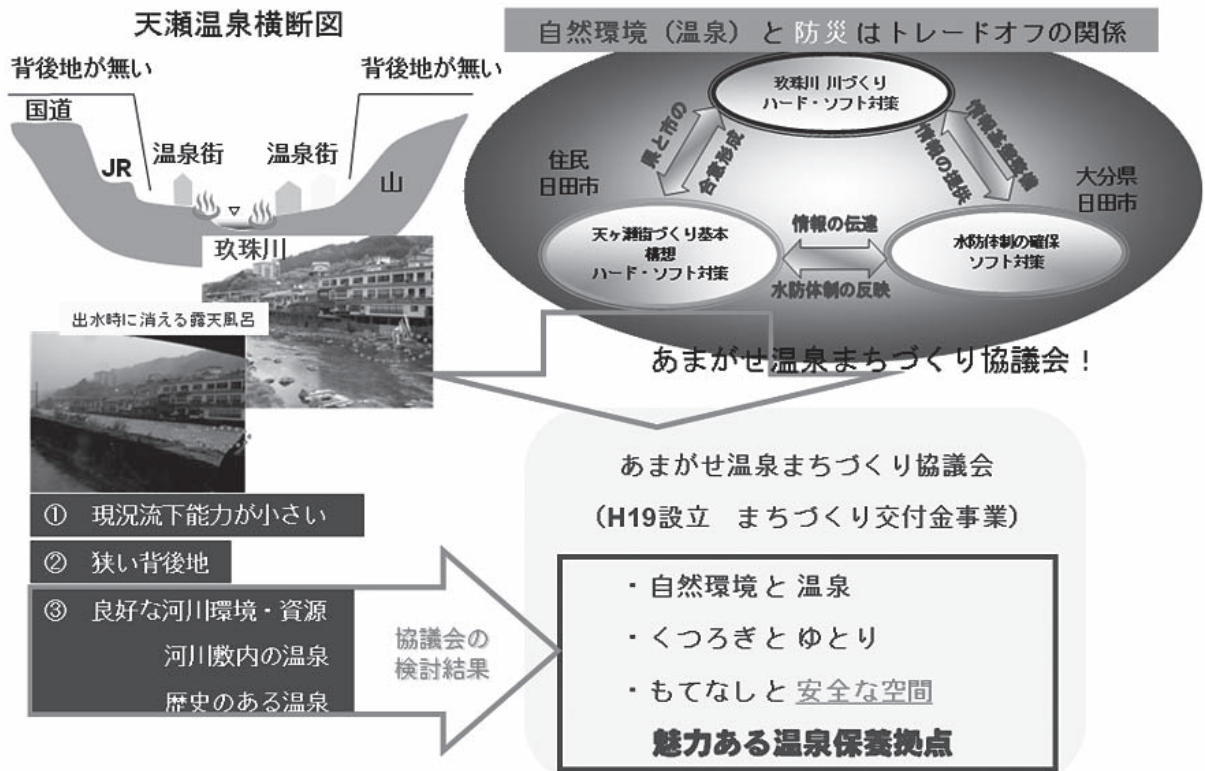 天瀬温泉横断図
背後地が無い
背後地が無い
国道
JR
温泉街
温泉街
山
玖珠川
出水時に消える露天風呂
① 現況流下能力が小さい
② 狭い背後地
③ 良好な河川環境・資源
河川敷内の温泉
歴史のある温泉
協議会の
検討結果
自然環境(温泉)と 防災 はトレードオフの関係
玖珠川 川づくり
ハード・ソフト対策
県と市の
合意形成
情報基盤整備
情報の提供
住民
日田市
大分県
日田市
天ヶ瀬街づくり基本
構想
ハード・ソフト対策
情報の伝達
水防体制の反映
水防体制の確保
ソフト対策
あまがせ温泉まちづくり協議会!
あまがせ温泉まちづくり協議会
(H19設立 まちづくり交付金事業)
・自然環境と 温泉
・くつろぎと ゆとり
・もてなしと 安全な空間
魅力ある温泉保養拠点